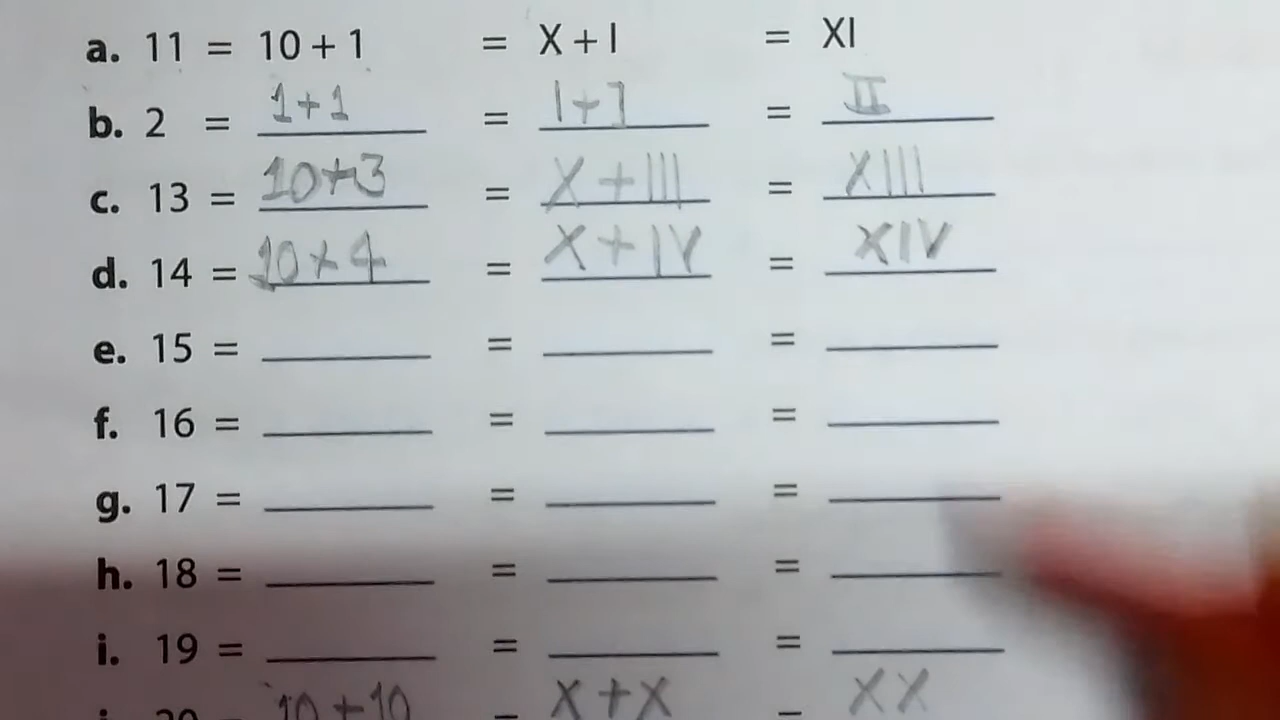 a. 11 = 10 + 1 = X + I = XI
b. 2 = 1+1 = I+I = II
c. 13 = 10+3 = X+III = XIII
d. 14 = 10+4 = X+IV = XIV
e. 15 = = =
f. 16 = = =
g. 17 = = =
h. 18 = = =
i. 19 = = =
j. 20 = 10+10 = X+X = XX